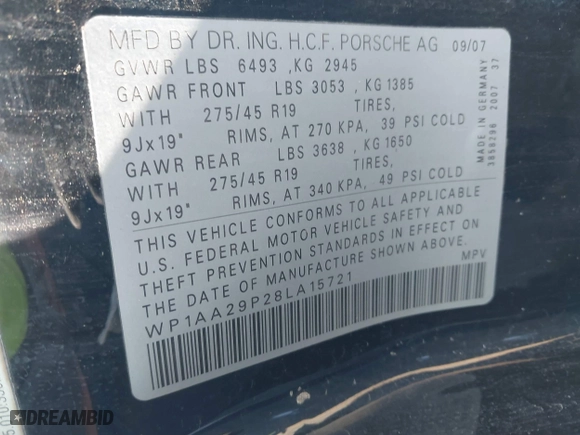 MFD BY DR. ING. H.C.F. PORSCHE AG 09/07
GVWR LBS 6493 ,KG 2945
GAWR FRONT LBS 3053 , KG 1385
WITH 275/45 R19 TIRES,
9Jx19" RIMS, AT 270 KPA, 39 PSI COLD
GAWR REAR LBS 3638 , KG 1650
WITH 275/45 R19 TIRES,
9Jx19" RIMS, AT 340 KPA, 49 PSI COLD
THIS VEHICLE CONFORMS TO ALL APPLICABLE
U.S. FEDERAL MOTOR VEHICLE SAFETY AND
THEFT PREVENTION STANDARDS IN EFFECT ON
THE DATE OF MANUFACTURE SHOWN ABOVE.
WP1AA29P28LA15721 MPV
MADE IN GERMANY
3656296 2007 37
DREAMBID